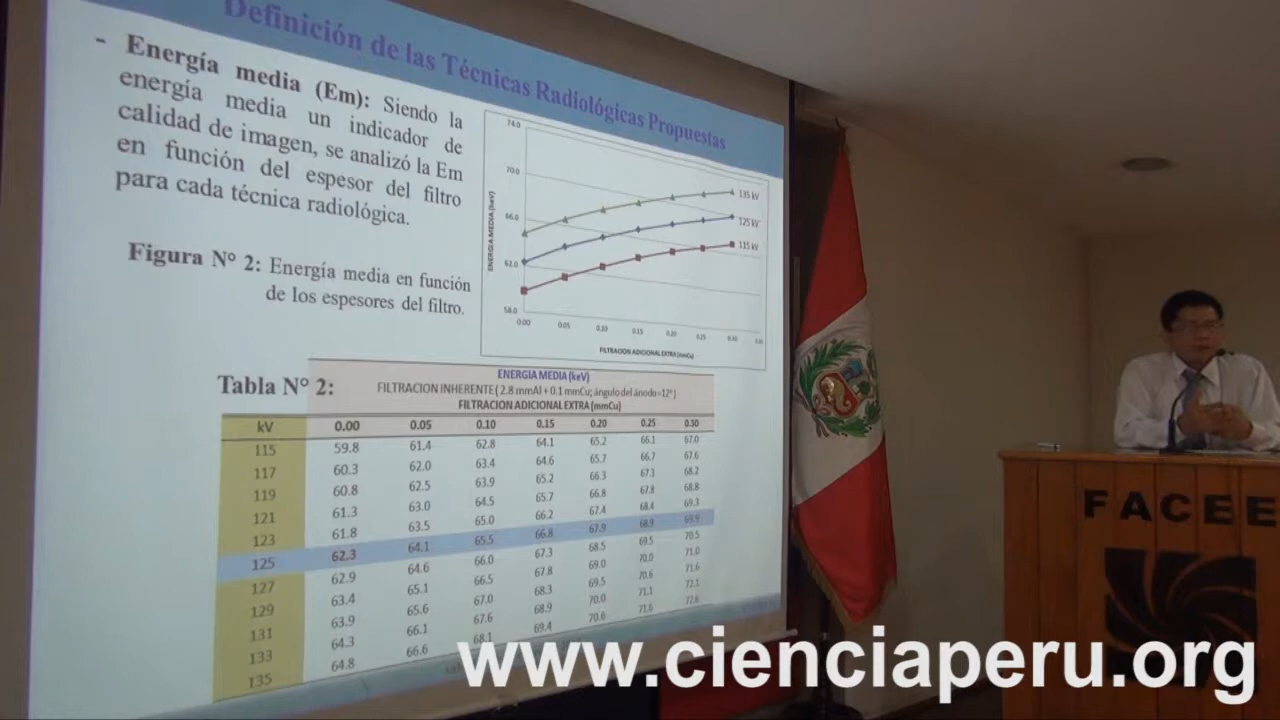 Definición de las Técnicas Radiológicas Propuestas
- Energía media (Em): Siendo la
energía media un indicador de
calidad de imagen, se analizó la Em
en función del espesor del filtro
para cada técnica radiológica.
Figura N° 2: Energía media en función
de los espesores del filtro.
ENERGIA MEDIA (keV)
74.0
70.0
66.0
62.0
58.0
135 kV
125 kV
115 kV
0.00 0.05 0.10 0.15 0.20 0.25 0.30
FILTRACION ADICIONAL EXTRA (mmCu)
Tabla N° 2:
ENERGIA MEDIA (keV)
FILTRACION INHERENTE ( 2.8 mmAl + 0.1 mmCu; ángulo del ánodo=12° )
FILTRACION ADICIONAL EXTRA (mmCu)
kV 0.00 0.05 0.10 0.15 0.20 0.25 0.30
115 59.8 61.4 62.8 64.1 65.2 66.1 67.0
117 60.3 62.0 63.4 64.6 65.7 66.7 67.6
119 60.8 62.5 63.9 65.2 66.3 67.3 68.2
121 61.3 63.0 64.5 65.7 66.8 67.8 68.8
123 61.8 63.5 65.0 66.2 67.4 68.4 69.3
125 62.3 64.1 65.5 66.8 67.9 68.9 69.9
127 62.9 64.6 66.0 67.3 68.5 69.5 70.5
129 63.4 65.1 66.5 67.8 69.0 70.0 71.0
131 63.9 65.6 67.0 68.3 69.5 70.6 71.6
133 64.3 66.1 67.6 68.9 70.0 71.1 72.1
135 64.8 66.6 68.1 69.4 70.6 71.6 72.6
FACEE
www.cienciaperu.org